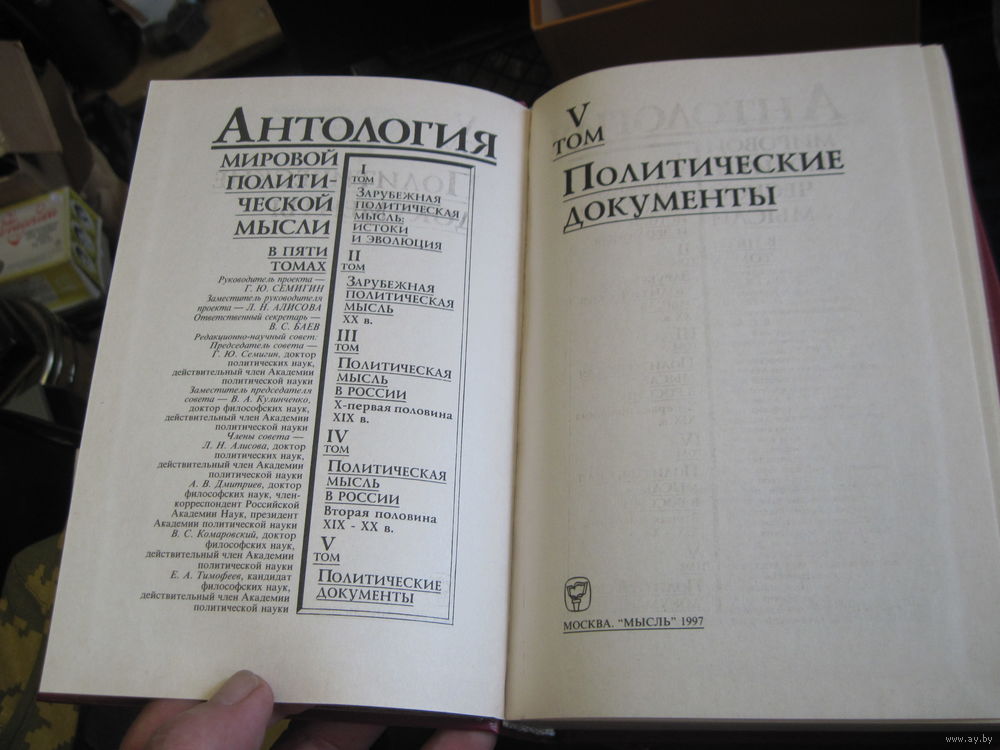 АНТОЛОГИЯ
МИРОВОЙ
ПОЛИТИ-
ЧЕСКОЙ
МЫСЛИ
В ПЯТИ
ТОМАХ
Руководитель проекта —
Г. Ю. СЕМИГИН
Заместитель руководителя
проекта — Л. Н. АЛИСОВА
Ответственный секретарь —
В. С. БАЕВ
Редакционно-научный совет:
Председатель совета —
Г. Ю. Семигин, доктор
политических наук,
действительный член Академии
политической науки
Заместитель председателя
совета — В. А. Кулинченко,
доктор философских наук,
действительный член Академии
политической науки
Члены совета —
Л. Н. Алисова, доктор
политических наук,
действительный член Академии
политической науки
А. В. Дмитриев, доктор
философских наук, член-
корреспондент Российской
Академии Наук, президент
Академии политической науки
В. С. Комаровский, доктор
философских наук,
действительный член Академии
политической науки
Е. А. Тимофеев, кандидат
философских наук,
действительный член Академии
политической науки
I
ТОМ
ЗАРУБЕЖНАЯ
ПОЛИТИЧЕСКАЯ
МЫСЛЬ:
ИСТОКИ
И ЭВОЛЮЦИЯ
II
ТОМ
ЗАРУБЕЖНАЯ
ПОЛИТИЧЕСКАЯ
МЫСЛЬ
XX в.
III
ТОМ
ПОЛИТИЧЕСКАЯ
МЫСЛЬ
В РОССИИ
X-первая половина
XIX в.
IV
ТОМ
ПОЛИТИЧЕСКАЯ
МЫСЛЬ
В РОССИИ
Вторая половина
XIX - XX в.
V
ТОМ
ПОЛИТИЧЕСКИЕ
ДОКУМЕНТЫ
V
ТОМ
ПОЛИТИЧЕСКИЕ
ДОКУМЕНТЫ
МОСКВА. "МЫСЛЬ" 1997
www.ay.by